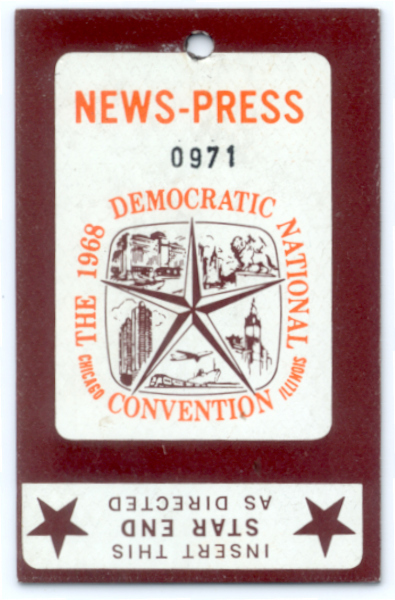 NEWS-PRESS
0971
THE 1968 DEMOCRATIC NATIONAL
CONVENTION
CHICAGO
ILLINOIS
INSERT THIS
STAR END
AS DIRECTED